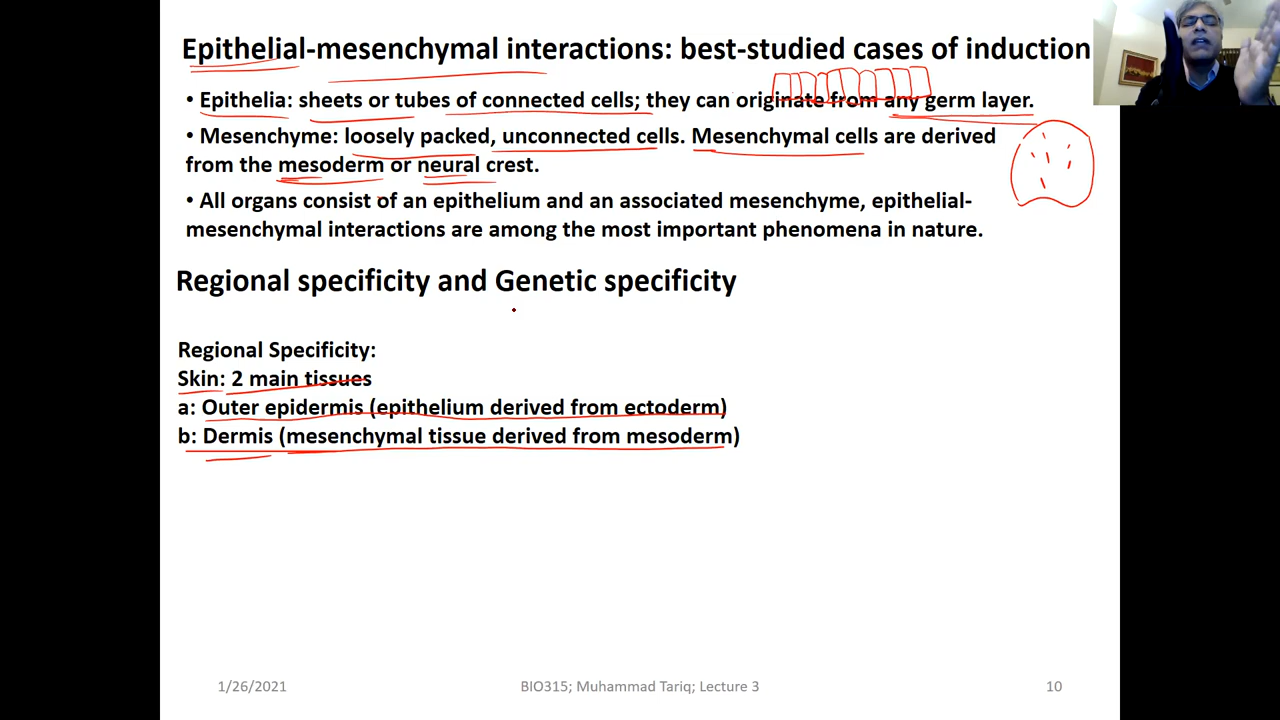 Epithelial-mesenchymal interactions: best-studied cases of induction
• Epithelia: sheets or tubes of connected cells; they can originate from any germ layer.
• Mesenchyme: loosely packed, unconnected cells. Mesenchymal cells are derived
from the mesoderm or neural crest.
• All organs consist of an epithelium and an associated mesenchyme, epithelial-
mesenchymal interactions are among the most important phenomena in nature.
Regional specificity and Genetic specificity
Regional Specificity:
Skin: 2 main tissues
a: Outer epidermis (epithelium derived from ectoderm)
b: Dermis (mesenchymal tissue derived from mesoderm)
1/26/2021
BIO315; Muhammad Tariq; Lecture 3
10